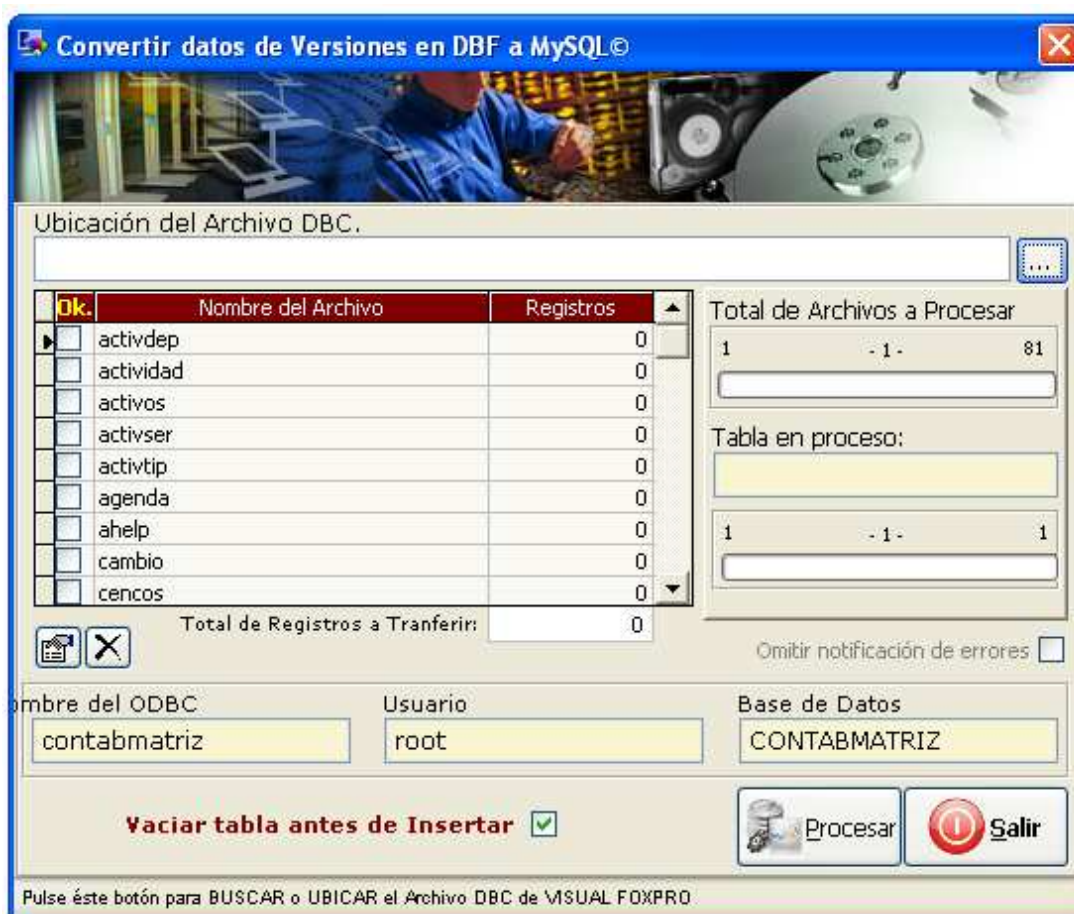 Convertir datos de Versiones en DBF a MySQL©
Ubicación del Archivo DBC.
...
Ok. Nombre del Archivo Registros
activdep 0
actividad 0
activos 0
activser 0
activtip 0
agenda 0
ahelp 0
cambio 0
cencos 0
Total de Registros a Tranferir: 0
Total de Archivos a Procesar
1 - 1 - 81
Tabla en proceso:
1 - 1 - 1
Omitir notificación de errores
ombre del ODBC Usuario Base de Datos
contabmatriz root CONTABMATRIZ
Vaciar tabla antes de Insertar
Procesar Salir
Pulse éste botón para BUSCAR o UBICAR el Archivo DBC de VISUAL FOXPRO